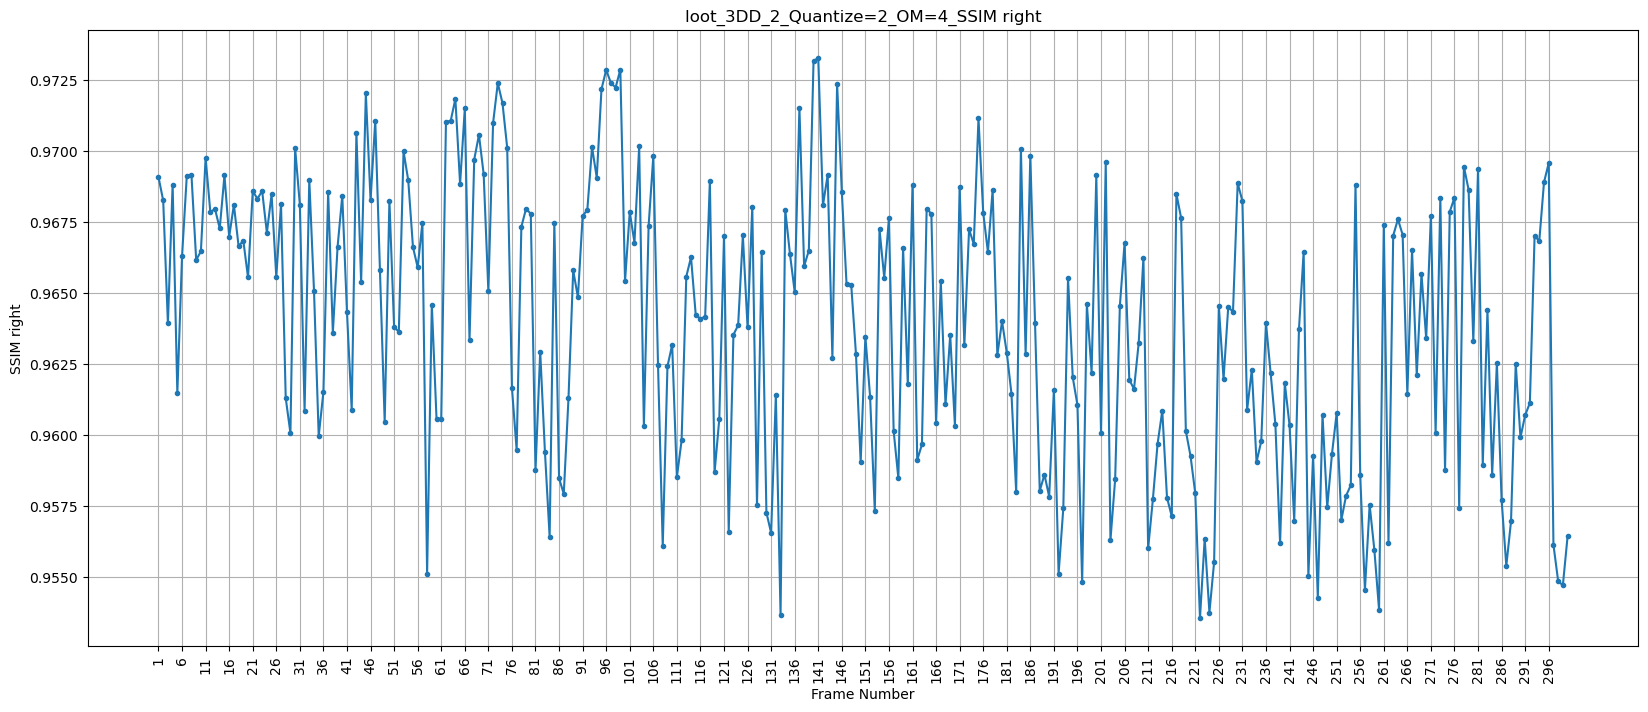 loot_3DD_2_Quantize=2_OM=4_SSIM right
0.9725
0.9700
0.9675
0.9650
0.9625
0.9600
0.9575
0.9550
SSIM right
1 6 11 16 21 26 31 36 41 46 51 56 61 66 71 76 81 86 91 96 101 106 111 116 121 126 131 136 141 146 151 156 161 166 171 176 181 186 191 196 201 206 211 216 221 226 231 236 241 246 251 256 261 266 271 276 281 286 291 296
Frame Number